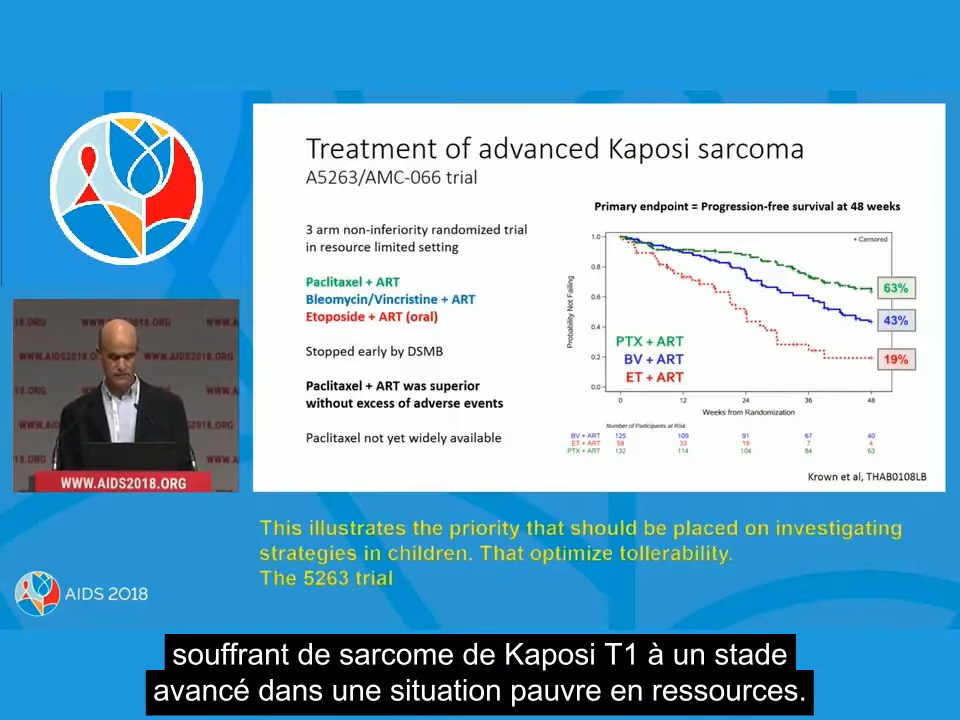 Treatment of advanced Kaposi sarcoma
A5263/AMC-066 trial
3 arm non-inferiority randomized trial
in resource limited setting
Paclitaxel + ART
Bleomycin/Vincristine + ART
Etoposide + ART (oral)
Stopped early by DSMB
Paclitaxel + ART was superior
without excess of adverse events
Paclitaxel not yet widely available
Primary endpoint = Progression-free survival at 48 weeks
+ Censored
Probability Not Failing
1.0
0.8
0.6
0.4
0.2
0.0
63%
43%
19%
PTX + ART
BV + ART
ET + ART
0 12 24 36 48
Weeks from Randomization
Number of Participants at Risk
BV + ART 125 109 91 67 40
ET + ART 59 33 19 7 4
PTX + ART 132 114 104 84 63
Krown et al, THAB0108LB
WWW.AIDS2018.ORG
This illustrates the priority that should be placed on investigating
strategies in children. That optimize tollerability.
The 5263 trial
AIDS 2018
souffrant de sarcome de Kaposi T1 à un stade
avancé dans une situation pauvre en ressources.